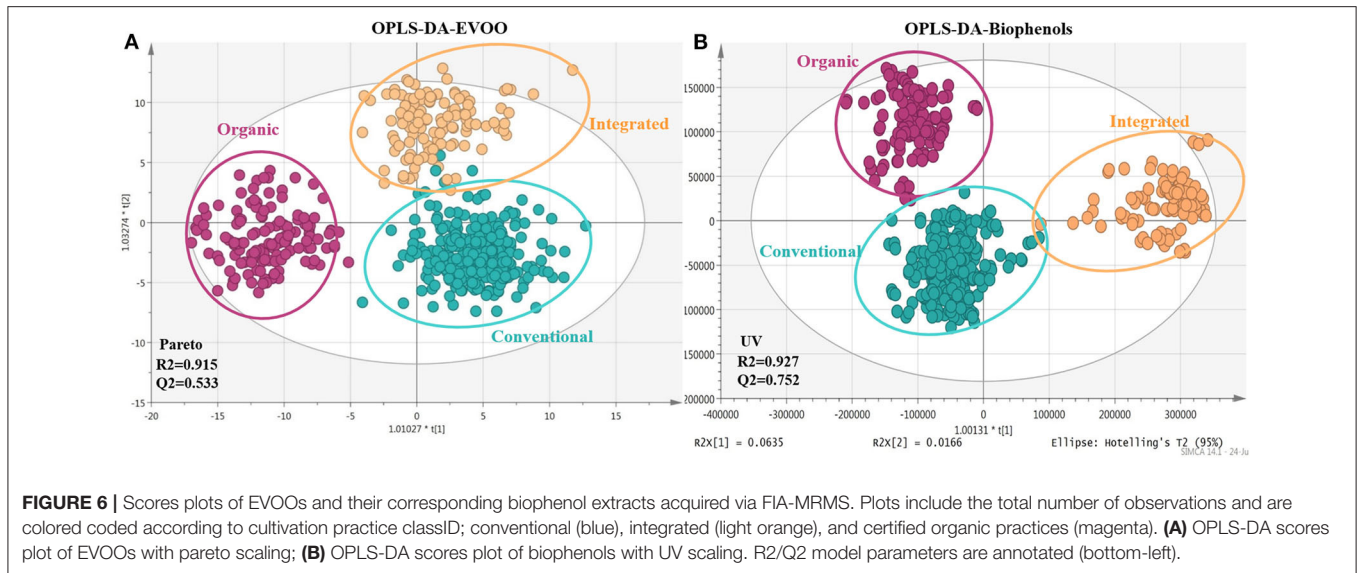 A
OPLS-DA-EVOO
Organic
Integrated
Conventional
Pareto
R2=0.915
Q2=0.533
10
5
0
-5
-10
-15
1.03274 * t[2]
-20
-15
-10
-5
0
5
10
15
1.01027 * t[1]
B
OPLS-DA-Biophenols
Organic
Integrated
Conventional
UV
R2=0.927
Q2=0.752
150000
100000
50000
0
-50000
100000
150000
200000
-400000
-300000
-200000
-100000
0
100000
200000
300000
1.00131 * t[1]
R2X[1] = 0.0635
R2X[2] = 0.0166
Ellipse: Hotelling's T2 (95%)
SIMCA 14.1 - 24-Ju
FIGURE 6 | Scores plots of EVOOs and their corresponding biophenol extracts acquired via FIA-MRMS. Plots include the total number of observations and are
colored coded according to cultivation practice classID; conventional (blue), integrated (light orange), and certified organic practices (magenta). (A) OPLS-DA scores
plot of EVOOs with pareto scaling; (B) OPLS-DA scores plot of biophenols with UV scaling. R2/Q2 model parameters are annotated (bottom-left).